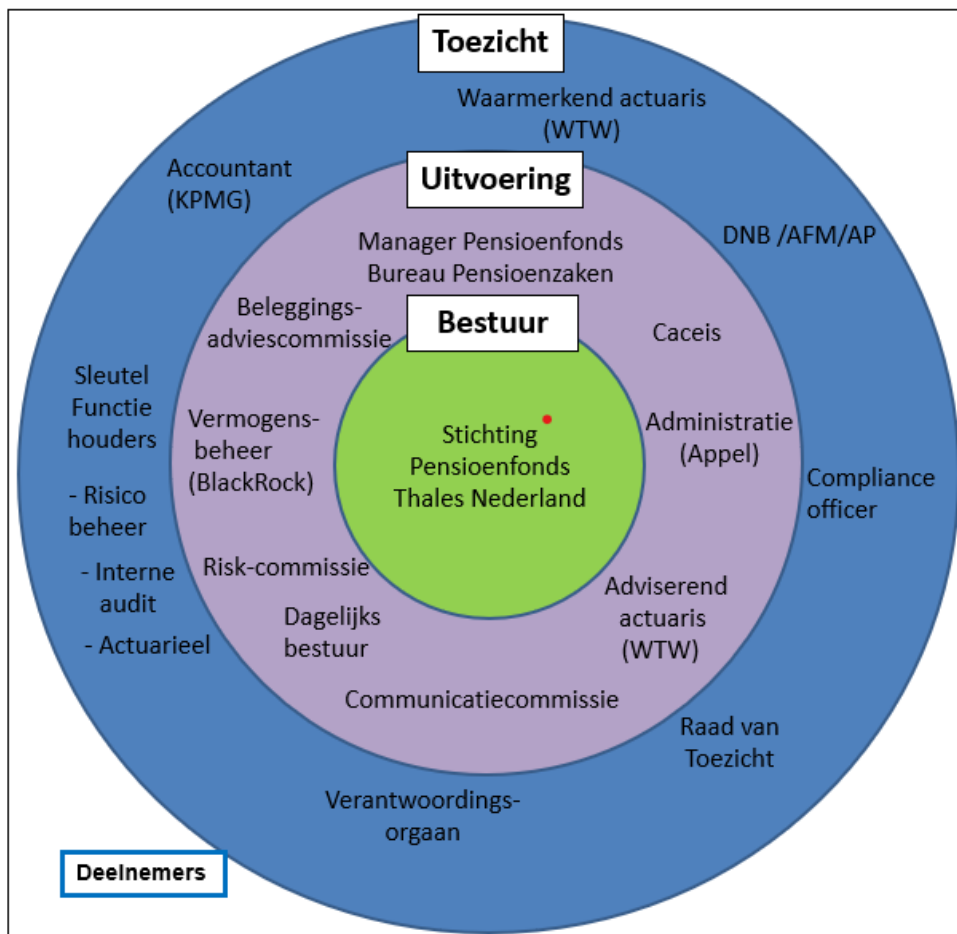 Toezicht
Waarmerkend actuaris
(WTW)
Accountant
(KPMG)
DNB /AFM/AP
Sleutel
Functie
houders
- Risico
beheer
- Interne
audit
- Actuarieel
Compliance
officer
Raad van
Toezicht
Verantwoordings-
orgaan
Uitvoering
Manager Pensioenfonds
Bureau Pensioenzaken
Beleggings-
adviescommissie
Caceis
Vermogens-
beheer
(BlackRock)
Administratie
(Appel)
Risk-commissie
Dagelijks
bestuur
Adviserend
actuaris
(WTW)
Communicatiecommissie
Bestuur
Stichting
Pensioenfonds
Thales Nederland
Deelnemers